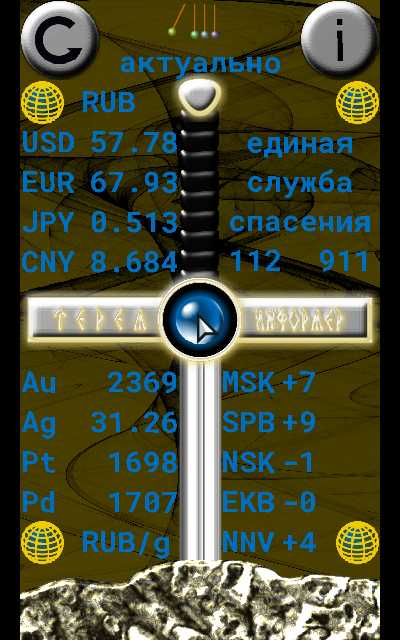 i
актуально
RUB
USD 57.78
EUR 67.93
JPY 0.513
CNY 8.684
единая
служба
спасения
112 911
ТЕРЕМ ИНФОРМЕР
Au 2369
Ag 31.26
Pt 1698
Pd 1707
RUB/g
MSK +7
SPB +9
NSK -1
EKB -0
NNV +4